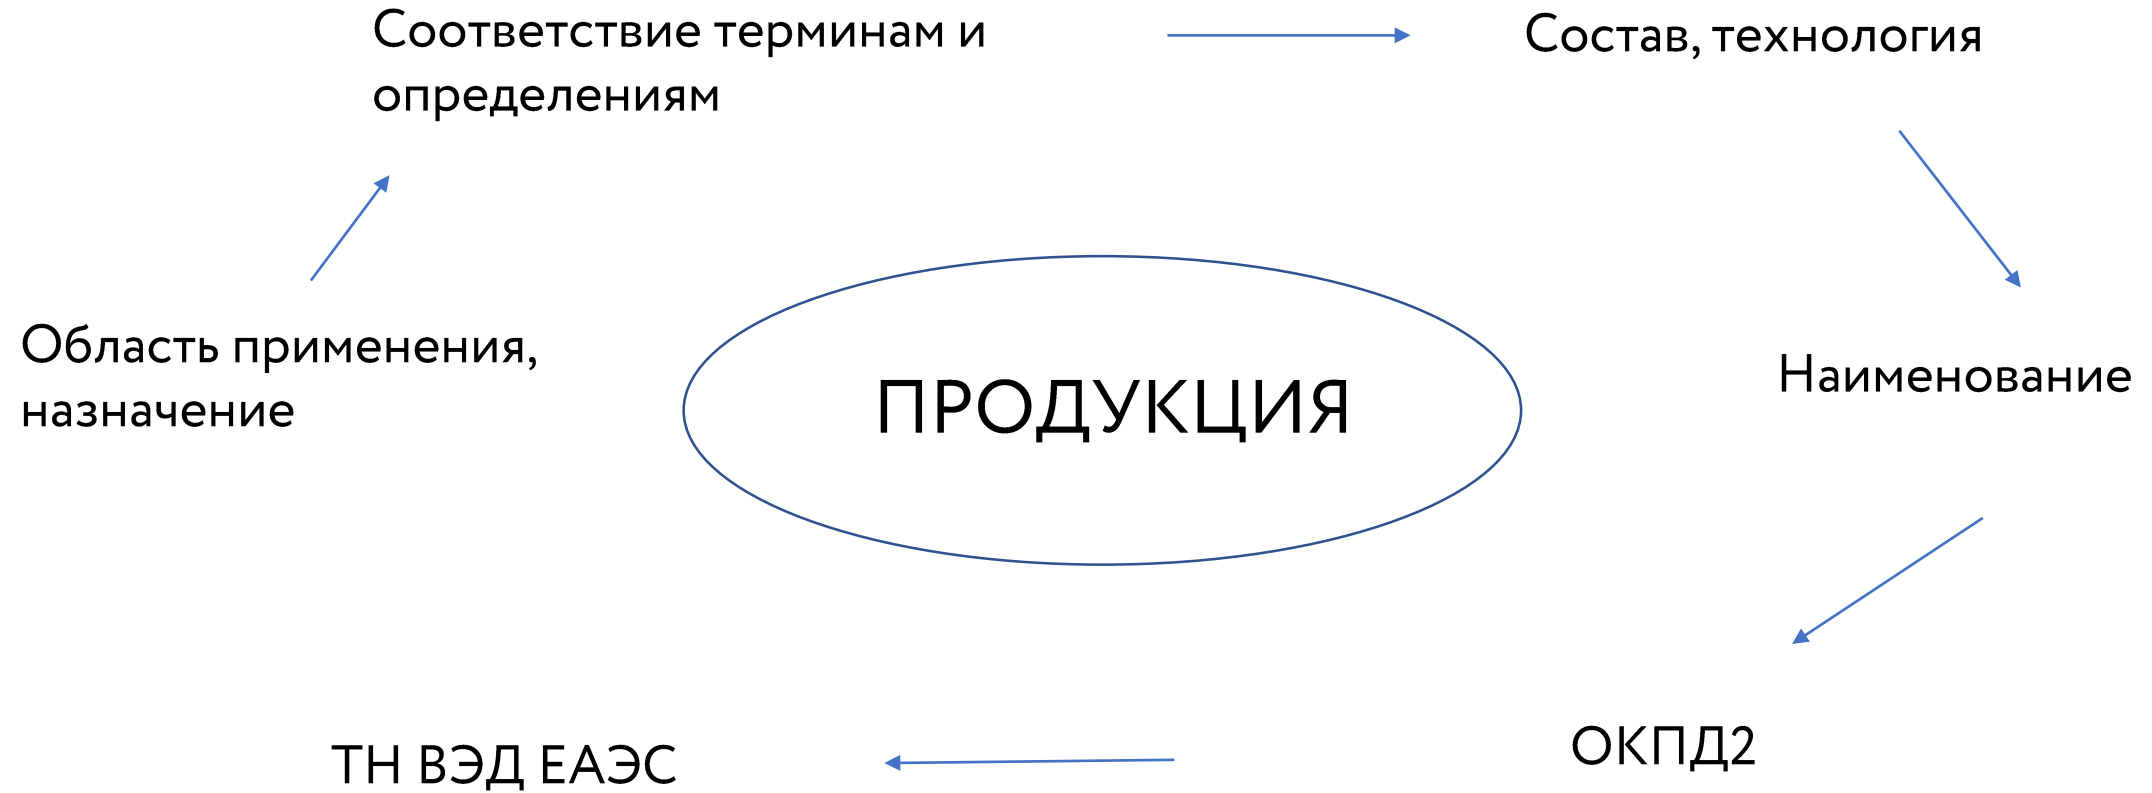 Соответствие терминам и
определениям
Состав, технология
Область применения,
назначение
ПРОДУКЦИЯ
Наименование
ОКПД2
ТН ВЭД ЕАЭС